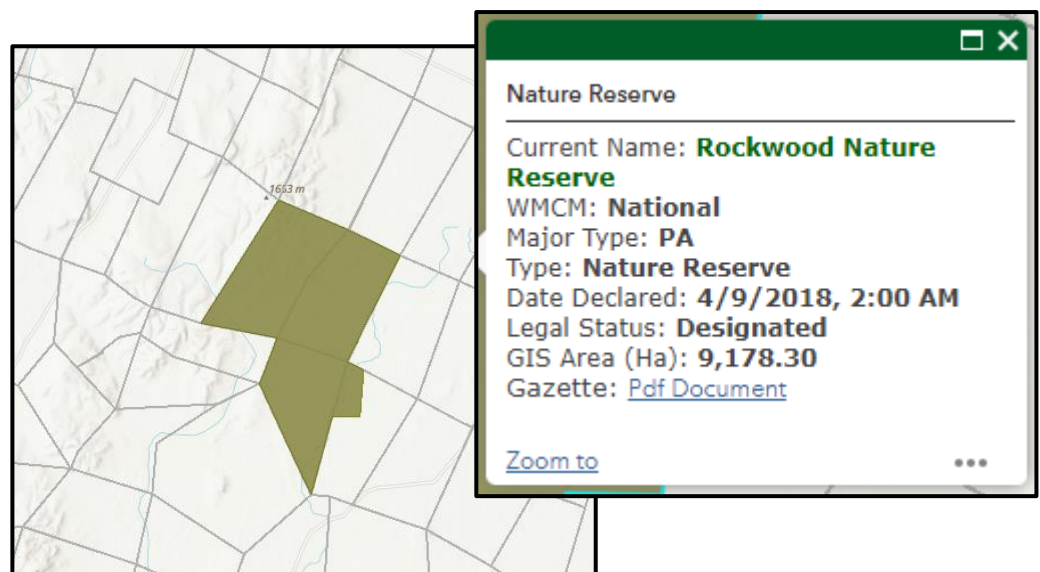 1663 m
Nature Reserve
Current Name: Rockwood Nature
Reserve
WMCM: National
Major Type: PA
Type: Nature Reserve
Date Declared: 4/9/2018, 2:00 AM
Legal Status: Designated
GIS Area (Ha): 9,178.30
Gazette: Pdf Document
Zoom to